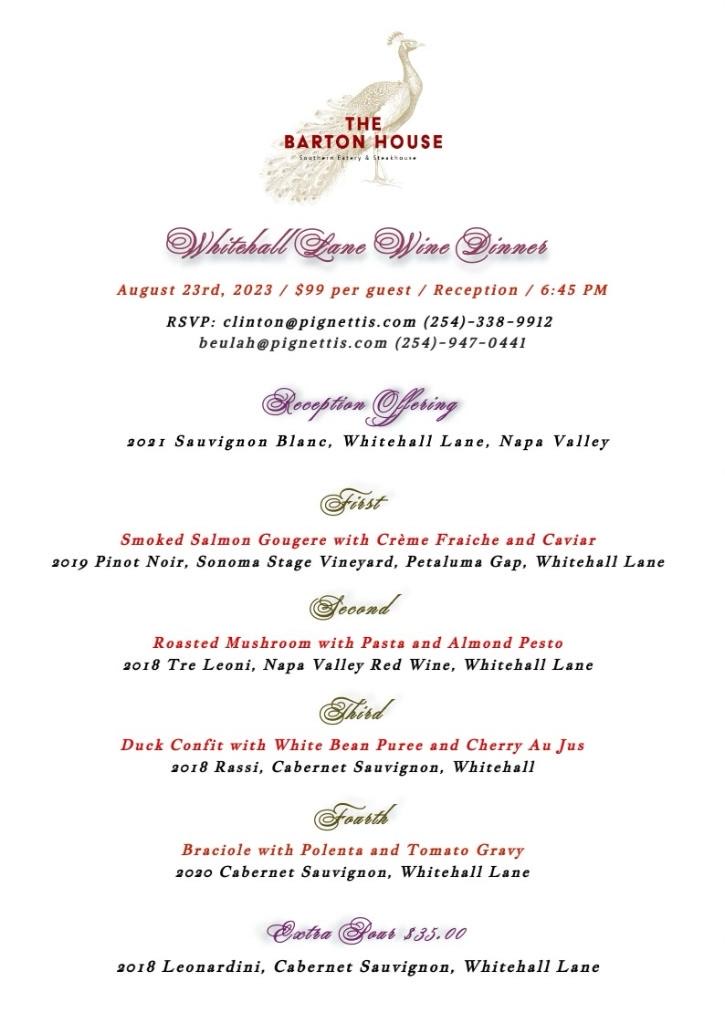 THE
BARTON HOUSE
Southern Eatery & Steakhouse
Whitehall Lane Wine Dinner
August 23rd, 2023 / $99 per guest / Reception / 6:45 PM
RSVP: clinton@pignettis.com (254)-338-9912
beulah@pignettis.com (254)-947-0441
Reception Offering
2021 Sauvignon Blanc, Whitehall Lane, Napa Valley
First
Smoked Salmon Gougere with Crème Fraiche and Caviar
2019 Pinot Noir, Sonoma Stage Vineyard, Petaluma Gap, Whitehall Lane
Second
Roasted Mushroom with Pasta and Almond Pesto
2018 Tre Leoni, Napa Valley Red Wine, Whitehall Lane
Third
Duck Confit with White Bean Puree and Cherry Au Jus
2018 Rassi, Cabernet Sauvignon, Whitehall
Fourth
Braciole with Polenta and Tomato Gravy
2020 Cabernet Sauvignon, Whitehall Lane
Extra Pour $35.00
2018 Leonardini, Cabernet Sauvignon, Whitehall Lane